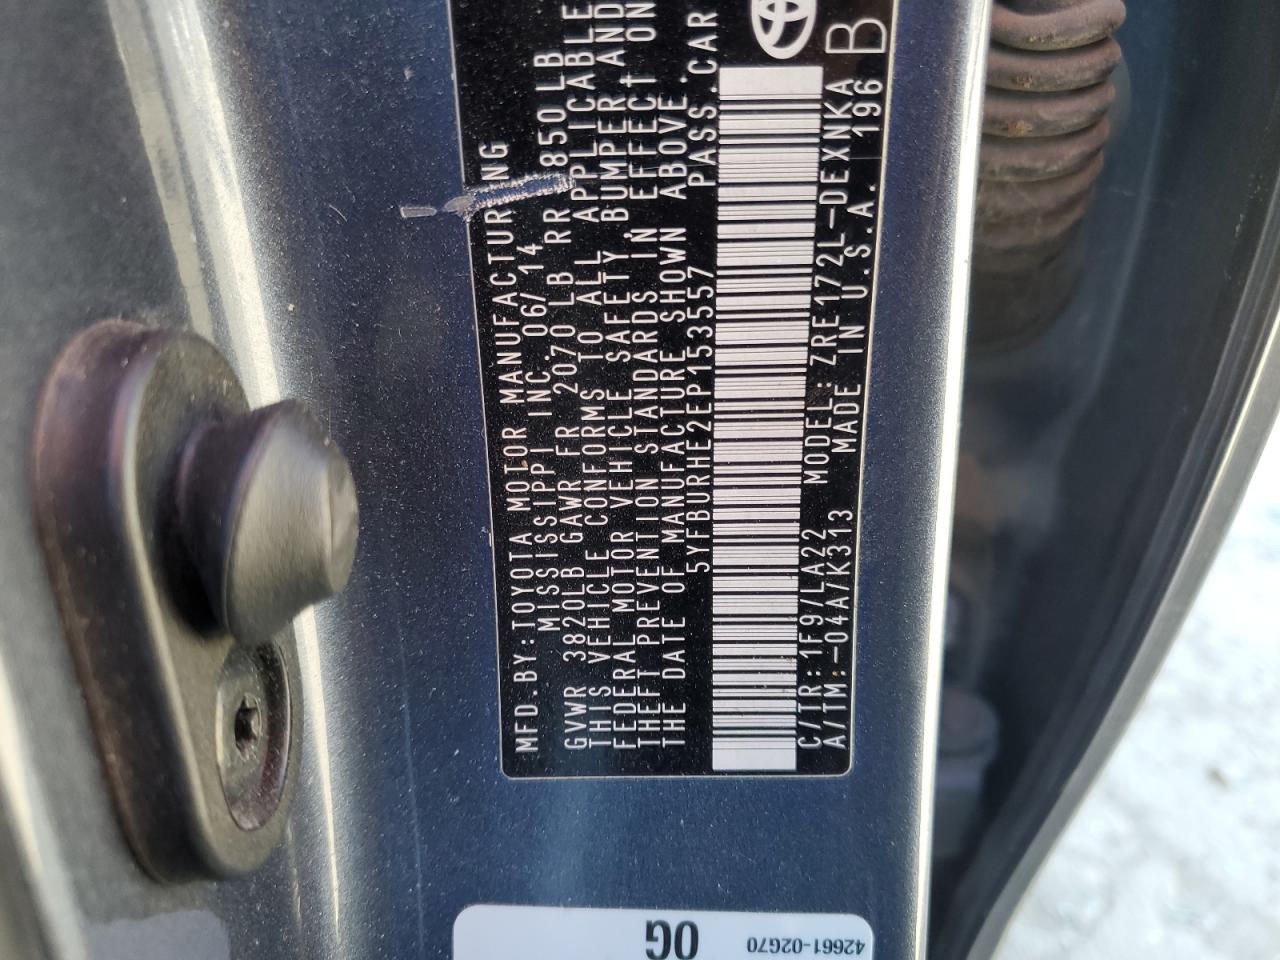 MFD.BY:TOYOTA MOTOR MANUFACTURING
MISSISSIPPI INC. 06/14
GVWR 3820LB GAWR FR 2070 LB RR 850 LB
THIS VEHICLE CONFORMS TO ALL APPLICABLE
FEDERAL MOTOR VEHICLE SAFETY, BUMPER AND
THEFT PREVENTION STANDARDS IN EFFECT ON
THE DATE OF MANUFACTURE SHOWN ABOVE.
5YFBURHE2EP153557 PASS.CAR
C/TR:1F9/LA22 MODEL:ZRE172L-DEXNKA
A/TM:-04A/K313 MADE IN U.S.A. 196 B
0G
42661-02G70